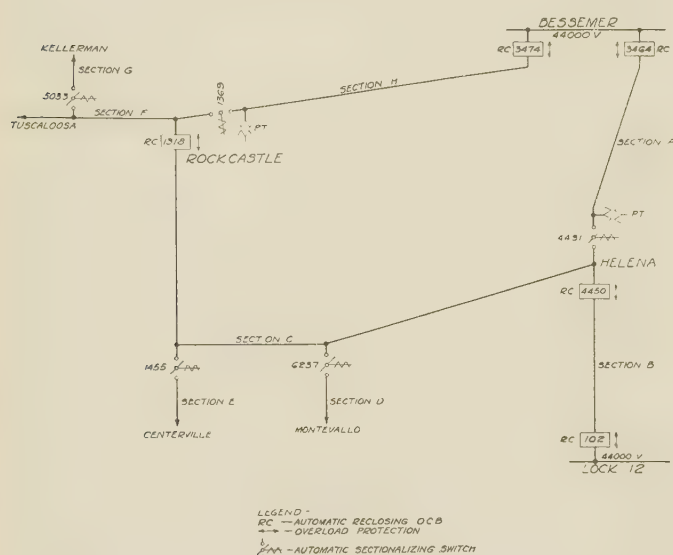 BESSEMER
44000 V
RC 3474
3464 RC
KELLERMAN
SECTION G
5033
SECTION F
TUSCALOOSA
1369
SECTION H
PT
RC 1318
ROCKCASTLE
SECTION A
PT
4431
HELENA
RC 4450
SECTION C
1455
6237
SECTION B
SECTION E
SECTION D
CENTERVILLE
MONTEVALLO
RC 102
44000 V
LOCK 12
LEGEND -
RC - AUTOMATIC RECLOSING OCB
- OVERLOAD PROTECTION
- AUTOMATIC SECTIONALIZING SWITCH